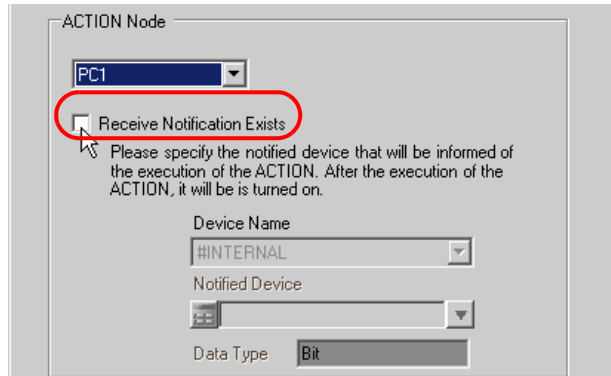 ACTION Node
PC1
Receive Notification Exists
Please specify the notified device that will be informed of
the execution of the ACTION. After the execution of the
ACTION, it will be is turned on.
Device Name
#INTERNAL
Notified Device
Data Type Bit